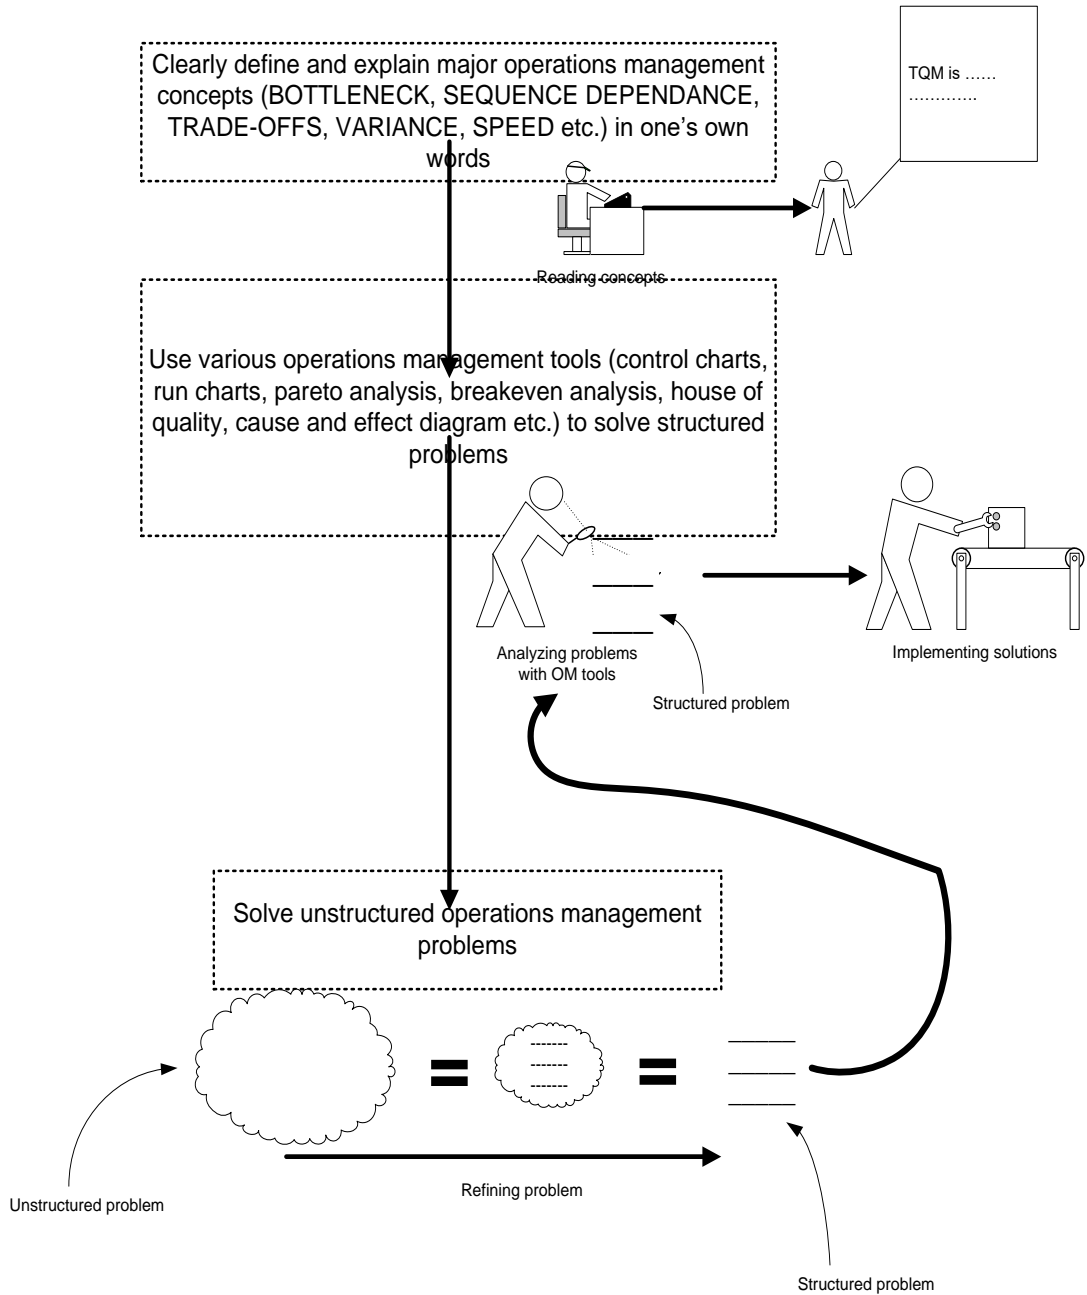 Clearly define and explain major operations management
concepts (BOTTLENECK, SEQUENCE DEPENDANCE,
TRADE-OFFS, VARIANCE, SPEED etc.) in one's own
words
TQM is ……
………….
Reading concepts
Use various operations management tools (control charts,
run charts, pareto analysis, breakeven analysis, house of
quality, cause and effect diagram etc.) to solve structured
problems
Analyzing problems
with OM tools
Implementing solutions
Structured problem
Solve unstructured operations management
problems
Unstructured problem
Refining problem
Structured problem